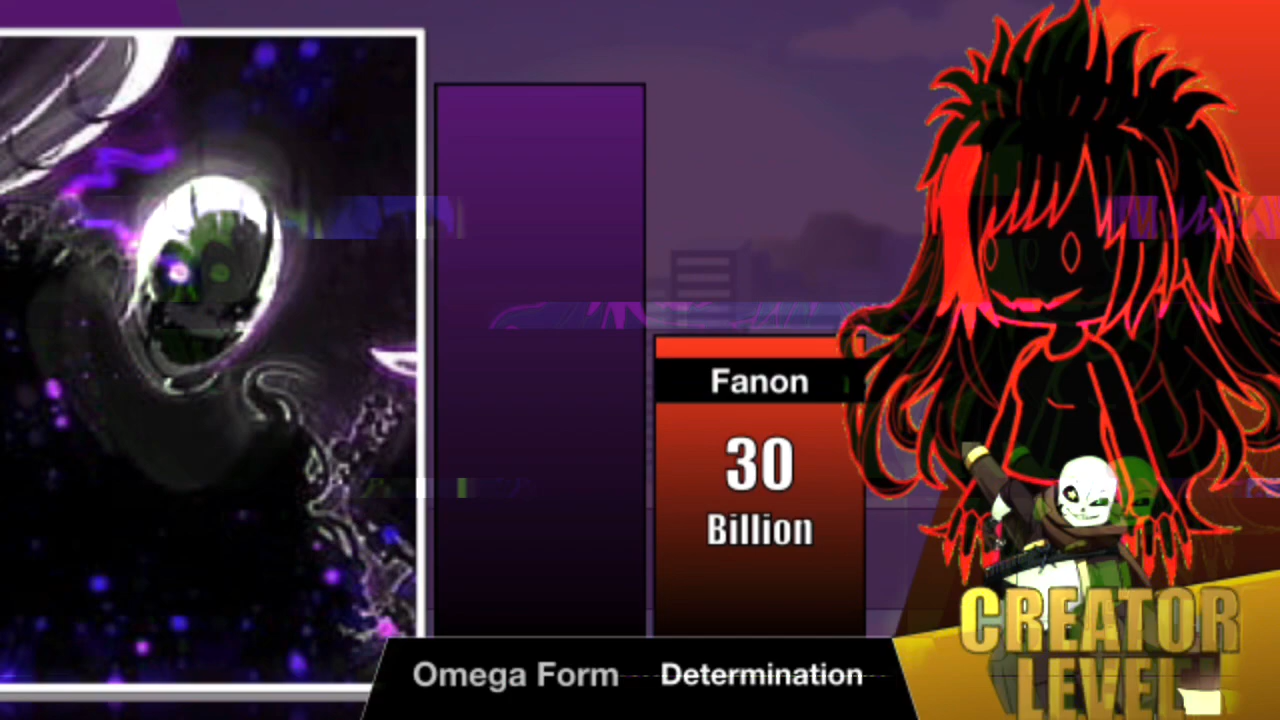 Fanon
30
Billion
Omega Form
Determination
CREATOR
LEVEL